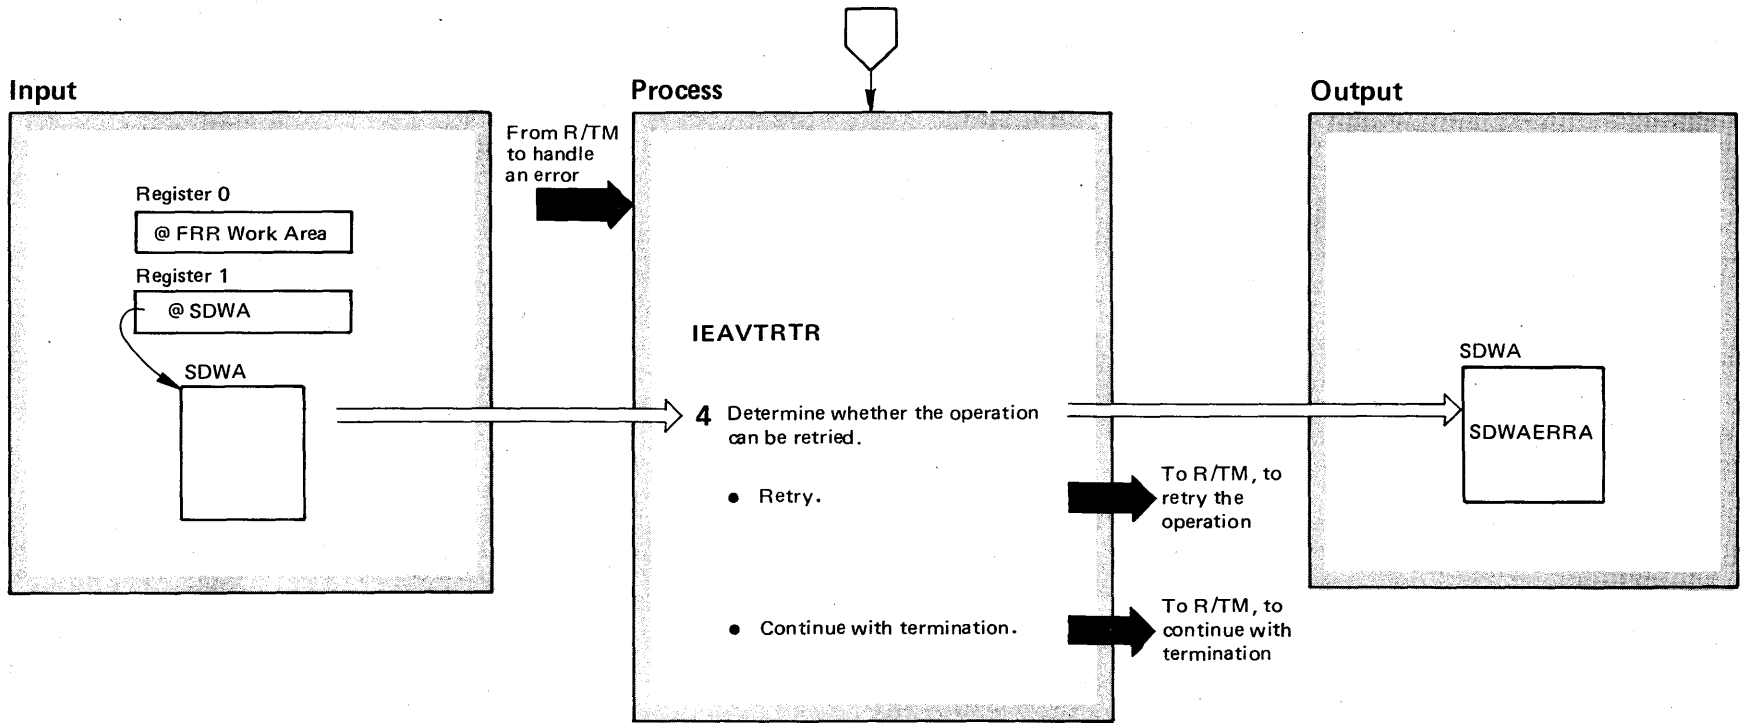 Input
Register 0
@ FRR Work Area
Register 1
@ SDWA
SDWA
From R/TM
to handle
an error
Process
IEAVTRTR
4 Determine whether the operation
can be retried.
• Retry.
• Continue with termination.
To R/TM, to
retry the
operation
To R/TM, to
continue with
termination
Output
SDWA
SDWAERRA